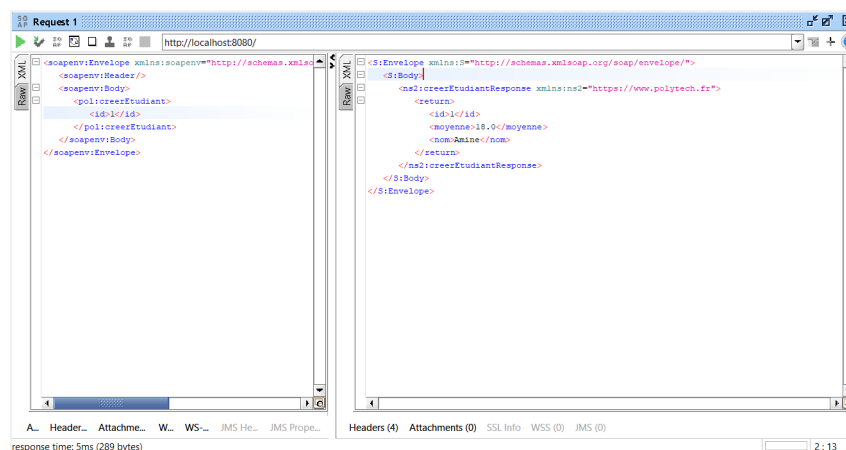 SO AP Request 1
http://localhost:8080/
XML
Raw
<soapenv:Envelope xmlns:soapenv="http://schemas.xmlso
<soapenv:Header/>
<soapenv:Body>
<pol:creerEtudiant>
<id>1</id>
</pol:creerEtudiant>
</soapenv:Body>
</soapenv:Envelope>
XML
Raw
<S:Envelope xmlns:S="http://schemas.xmlsoap.org/soap/envelope/">
<S:Body>
<ns2:creerEtudiantResponse xmlns:ns2="https://www.polytech.fr">
<return>
<id>1</id>
<moyenne>18.0</moyenne>
<nom>Amine</nom>
</return>
</ns2:creerEtudiantResponse>
</S:Body>
</S:Envelope>
A... Header... Attachme... W... WS-... JMS He... JMS Prope...
Headers (4) Attachments (0) SSL Info WSS (0) JMS (0)
response time: 5ms (289 bytes)
2 : 13